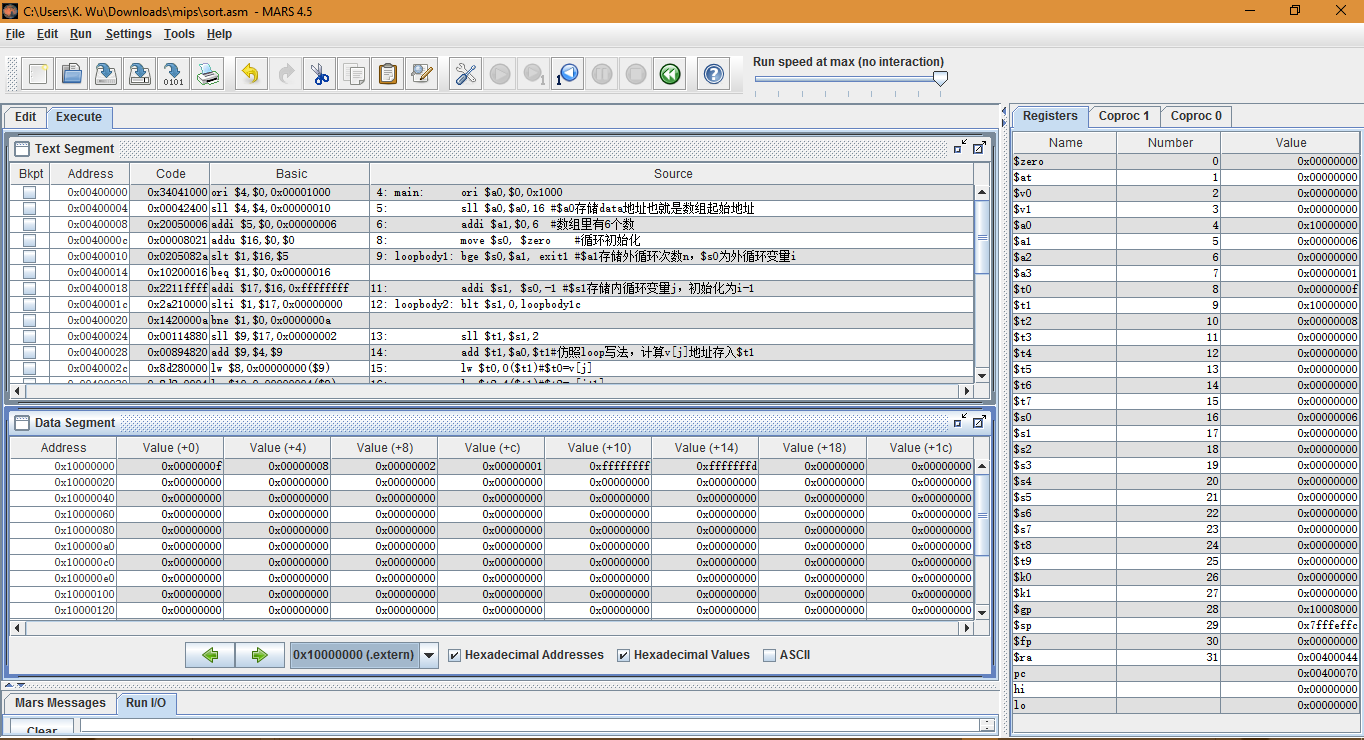 C:\Users\K. Wu\Downloads\mips\sort.asm - MARS 4.5
File Edit Run Settings Tools Help
Run speed at max (no interaction)
Edit Execute
Text Segment
Bkpt Address Code Basic Source
0x00400000 0x34041000 ori $4,$0,0x00001000 4: main: ori $a0,$0,0x1000
0x00400004 0x00042400 sll $4,$4,0x00000010 5: sll $a0,$a0,16 #$a0存储data地址也就是数组起始地址
0x00400008 0x20050006 addi $5,$0,0x00000006 6: addi $a1,$0,6 #数组里有6个数
0x0040000c 0x00008021 addu $16,$0,$0 8: move $s0, $zero #循环初始化
0x00400010 0x0205082a slt $1,$16,$5 9: loopbody1: bge $s0,$a1, exit1 #$a1存储外循环次数n，$s0为外循环变量i
0x00400014 0x10200016 beq $1,$0,0x00000016
0x00400018 0x2211ffff addi $17,$16,0xffffffff 11: addi $s1, $s0,-1 #$s1存储内循环变量j，初始化为i-1
0x0040001c 0x2a210000 slti $1,$17,0x00000000 12: loopbody2: blt $s1,0,loopbody1c
0x00400020 0x1420000a bne $1,$0,0x0000000a
0x00400024 0x00114880 sll $9,$17,0x00000002 13: sll $t1,$s1,2
0x00400028 0x00894820 add $9,$4,$9 14: add $t1,$a0,$t1#仿照loop写法，计算v[j]地址存入$t1
0x0040002c 0x8d280000 lw $8,0x00000000($9) 15: lw $t0,0($t1)#$t0=v[j]
Data Segment
Address Value (+0) Value (+4) Value (+8) Value (+c) Value (+10) Value (+14) Value (+18) Value (+1c)
0x10000000 0x0000000f 0x00000008 0x00000002 0x00000001 0xffffffff 0xfffffffd 0x00000000 0x00000000
0x10000020 0x00000000 0x00000000 0x00000000 0x00000000 0x00000000 0x00000000 0x00000000 0x00000000
0x10000040 0x00000000 0x00000000 0x00000000 0x00000000 0x00000000 0x00000000 0x00000000 0x00000000
0x10000060 0x00000000 0x00000000 0x00000000 0x00000000 0x00000000 0x00000000 0x00000000 0x00000000
0x10000080 0x00000000 0x00000000 0x00000000 0x00000000 0x00000000 0x00000000 0x00000000 0x00000000
0x100000a0 0x00000000 0x00000000 0x00000000 0x00000000 0x00000000 0x00000000 0x00000000 0x00000000
0x100000c0 0x00000000 0x00000000 0x00000000 0x00000000 0x00000000 0x00000000 0x00000000 0x00000000
0x100000e0 0x00000000 0x00000000 0x00000000 0x00000000 0x00000000 0x00000000 0x00000000 0x00000000
0x10000100 0x00000000 0x00000000 0x00000000 0x00000000 0x00000000 0x00000000 0x00000000 0x00000000
0x10000120 0x00000000 0x00000000 0x00000000 0x00000000 0x00000000 0x00000000 0x00000000 0x00000000
0x10000000 (.extern) Hexadecimal Addresses Hexadecimal Values ASCII
Mars Messages Run I/O
Clear
Registers Coproc 1 Coproc 0
Name Number Value
$zero 0 0x00000000
$at 1 0x00000000
$v0 2 0x00000000
$v1 3 0x00000000
$a0 4 0x10000000
$a1 5 0x00000006
$a2 6 0x00000000
$a3 7 0x00000001
$t0 8 0x0000000f
$t1 9 0x10000000
$t2 10 0x00000008
$t3 11 0x00000000
$t4 12 0x00000000
$t5 13 0x00000000
$t6 14 0x00000000
$t7 15 0x00000000
$s0 16 0x00000006
$s1 17 0x00000000
$s2 18 0x00000000
$s3 19 0x00000000
$s4 20 0x00000000
$s5 21 0x00000000
$s6 22 0x00000000
$s7 23 0x00000000
$t8 24 0x00000000
$t9 25 0x00000000
$k0 26 0x00000000
$k1 27 0x00000000
$gp 28 0x10008000
$sp 29 0x7fffeffc
$fp 30 0x00000000
$ra 31 0x00400044
pc 0x00400070
hi 0x00000000
lo 0x00000000